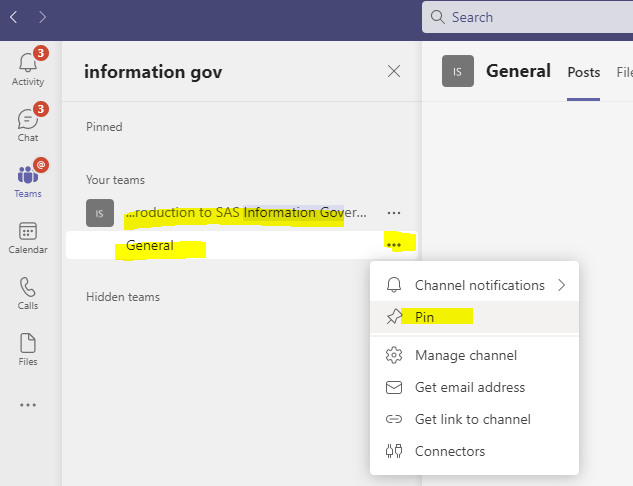 Search
3
Activity
3
Chat
@
Teams
Calendar
Calls
Files
...
information gov
Pinned
Your teams
IS ...roduction to SAS Information Gover... ...
General ...
Hidden teams
IS General Posts File
Channel notifications
Pin
Manage channel
Get email address
Get link to channel
Connectors